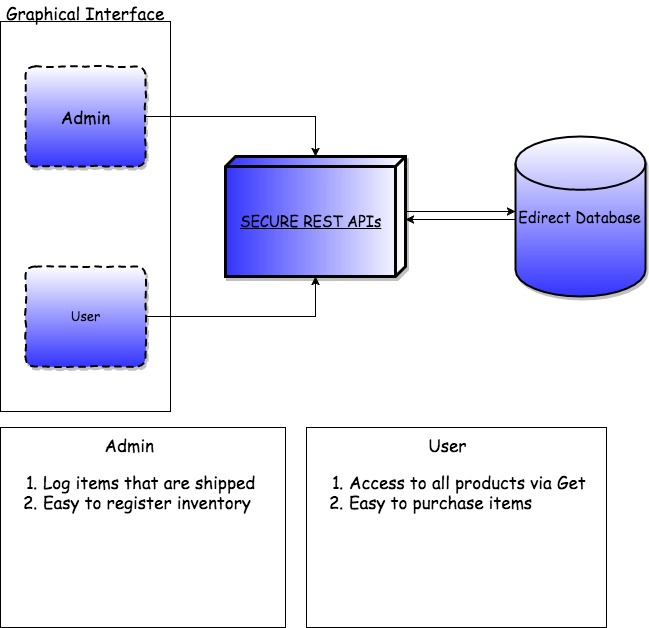 Graphical Interface
Admin
SECURE REST APIs
Edirect Database
User
Admin
1. Log items that are shipped
2. Easy to register inventory
User
1. Access to all products via Get
2. Easy to purchase items